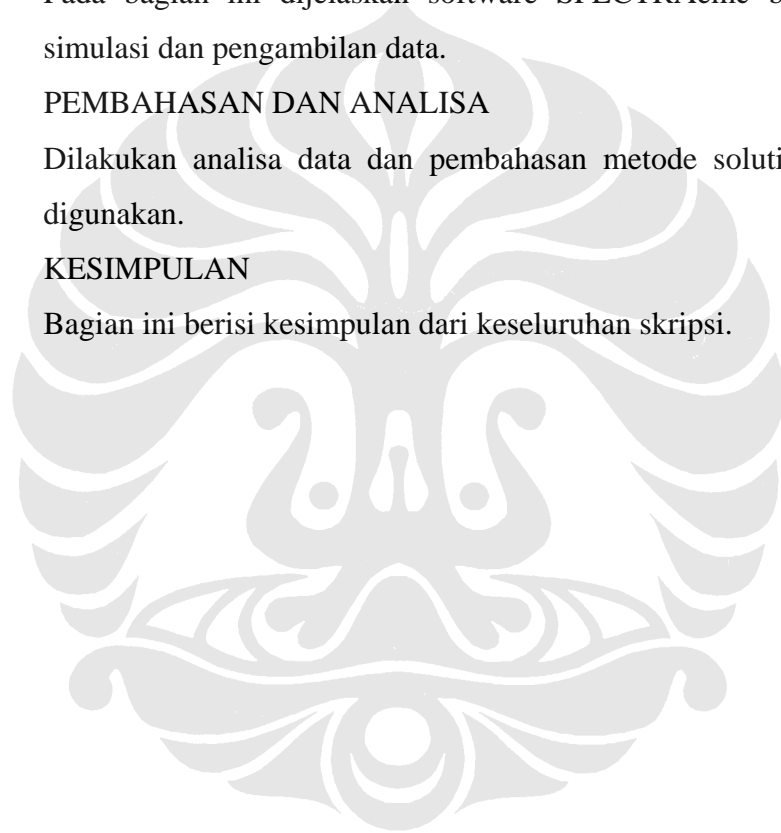 Pada bagian ini dijelaskan software
simulasi dan pengambilan data.
PEMBAHASAN DAN ANALISA
Dilakukan analisa data dan pembahasan metode
digunakan.
KESIMPULAN
Bagian ini berisi kesimpulan dari keseluruhan skripsi.